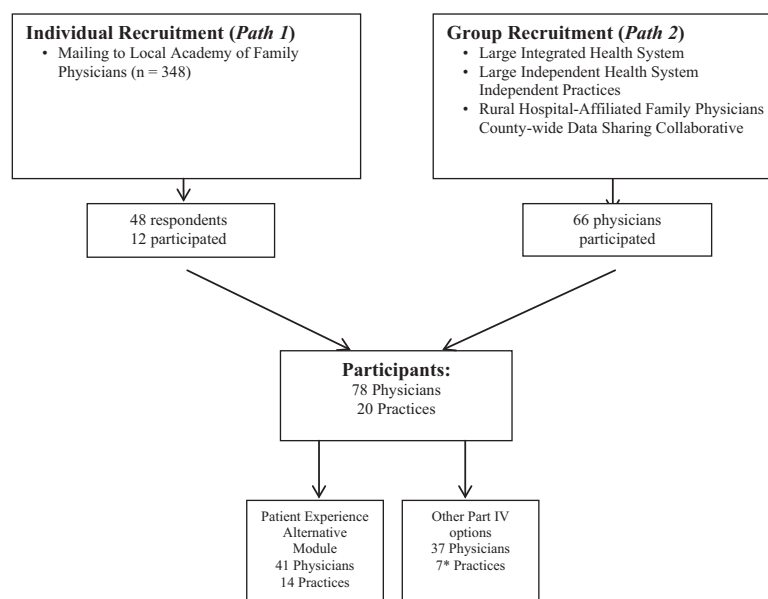 Individual Recruitment (Path 1)
• Mailing to Local Academy of Family
Physicians (n = 348)
Group Recruitment (Path 2)
• Large Integrated Health System
• Large Independent Health System
Independent Practices
• Rural Hospital-Affiliated Family Physicians
County-wide Data Sharing Collaborative
48 respondents
12 participated
66 physicians
participated
Participants:
78 Physicians
20 Practices
Patient Experience
Alternative
Module
41 Physicians
14 Practices
Other Part IV
options
37 Physicians
7* Practices